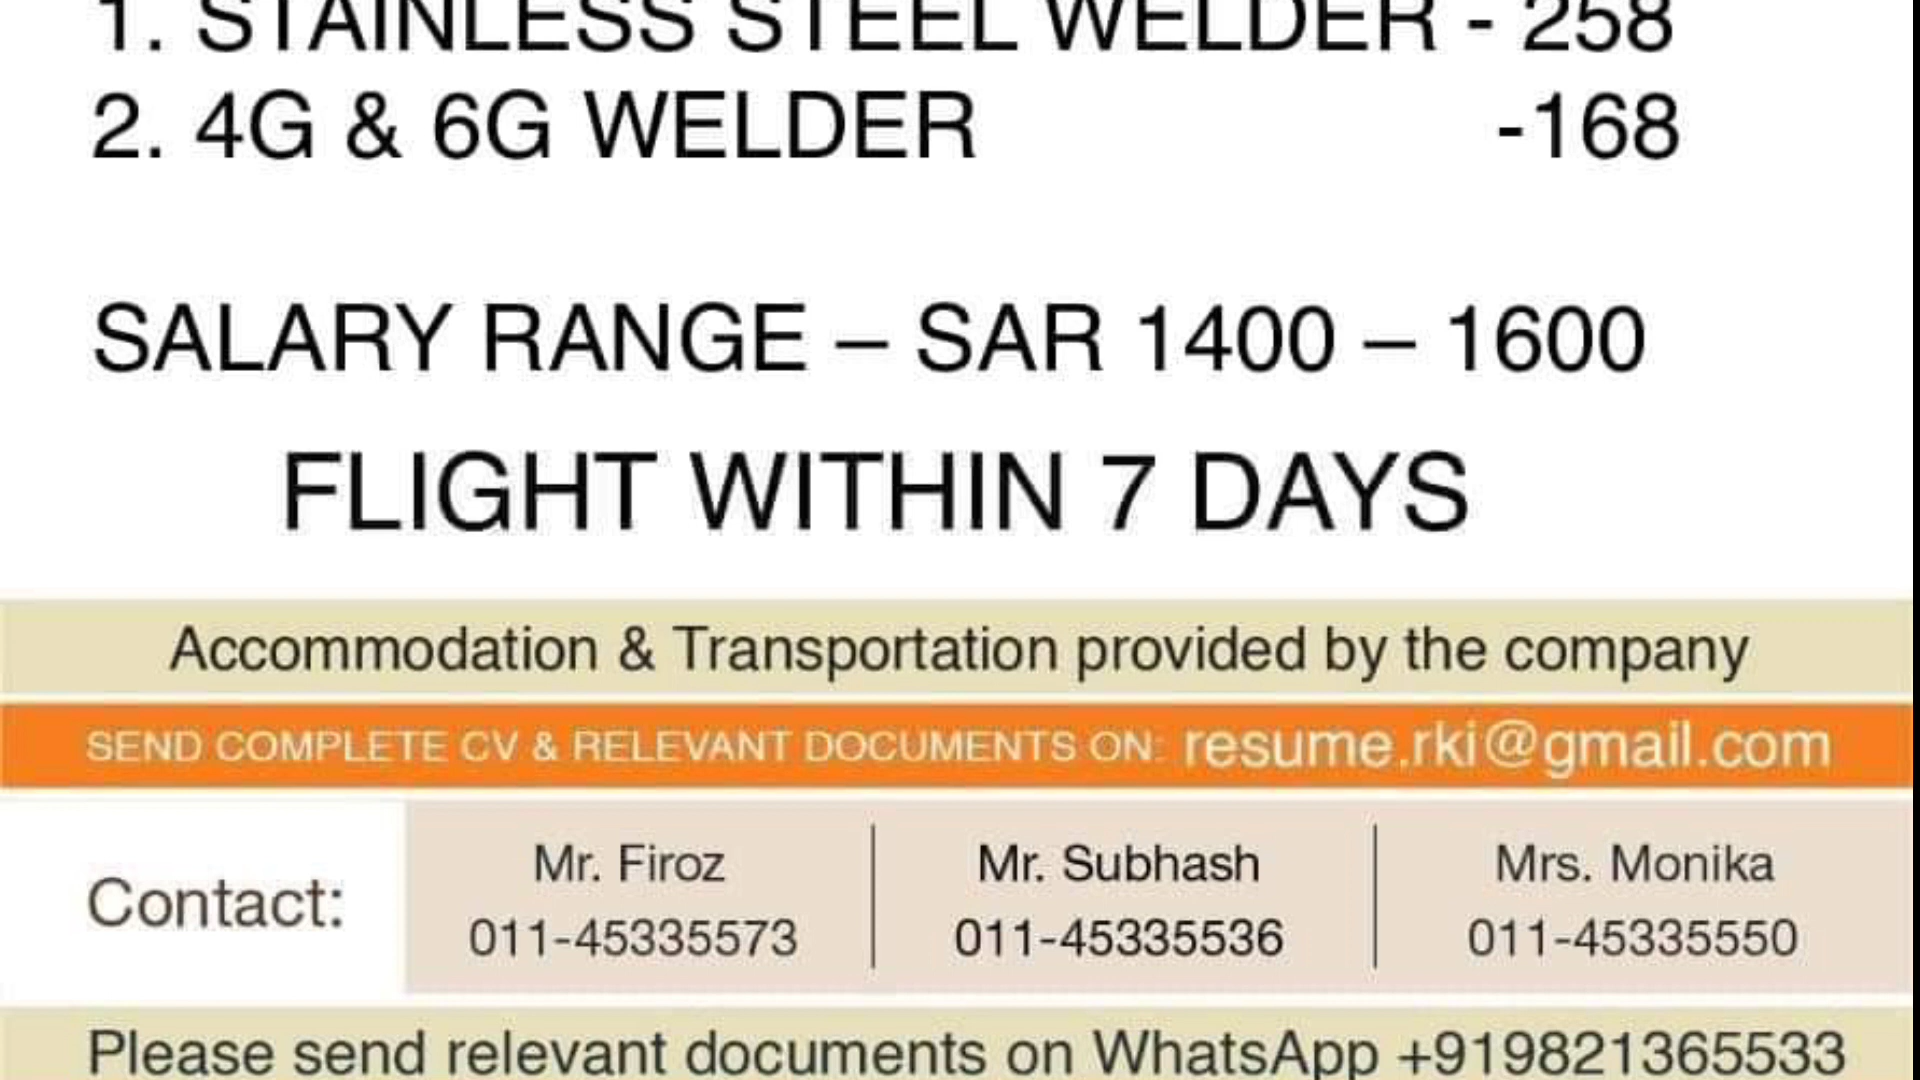 1. STAINLESS STEEL WELDER - 258
2. 4G & 6G WELDER -168
SALARY RANGE – SAR 1400 – 1600
FLIGHT WITHIN 7 DAYS
Accommodation & Transportation provided by the company
SEND COMPLETE CV & RELEVANT DOCUMENTS ON: resume.rki@gmail.com
Contact:
Mr. Firoz
011-45335573
Mr. Subhash
011-45335536
Mrs. Monika
011-45335550
Please send relevant documents on WhatsApp +919821365533